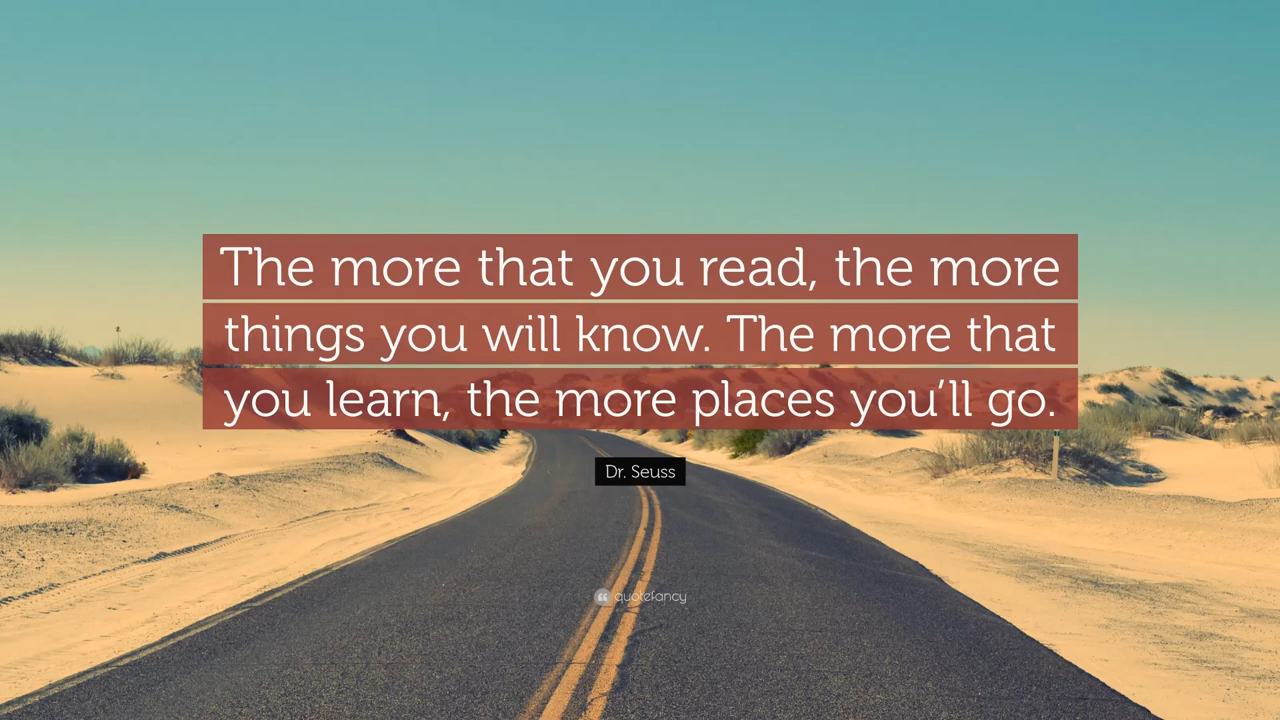 The more that you read, the more
things you will know. The more that
you learn, the more places you’ll go.
Dr. Seuss
quotefancy